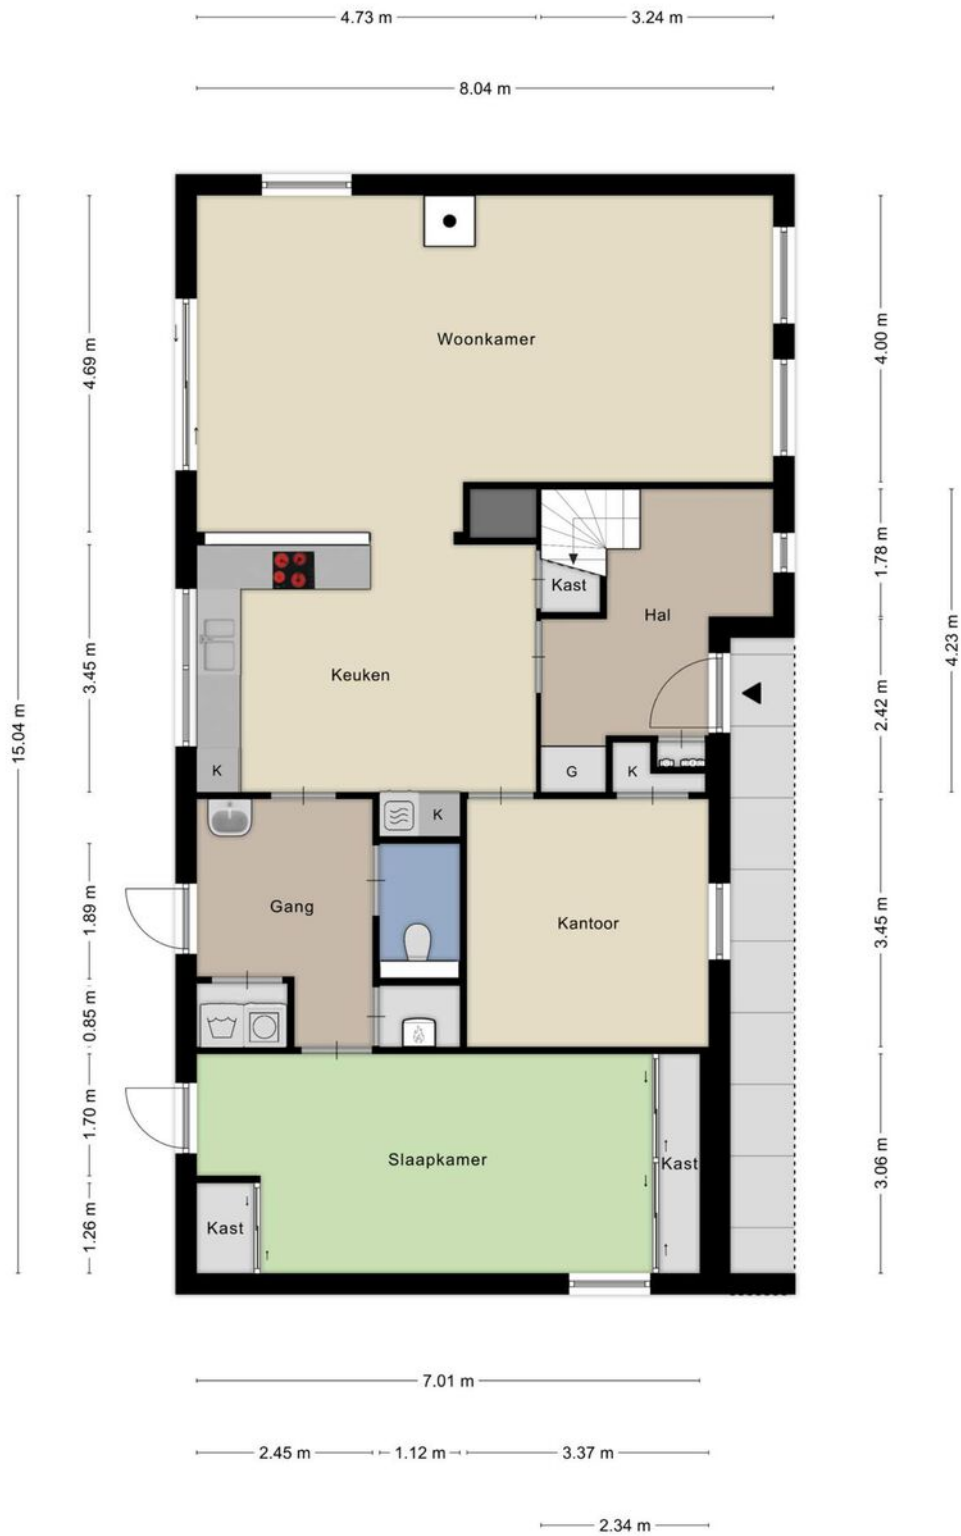 4.73 m
3.24 m
8.04 m
4.69 m
4.00 m
Woonkamer
1.78 m
Kast
Hal
4.23 m
3.45 m
Keuken
2.42 m
15.04 m
K
G
K
K
Gang
1.89 m
Kantoor
3.45 m
0.85 m
1.70 m
Slaapkamer
Kast
3.06 m
Kast
1.26 m
7.01 m
2.45 m
1.12 m
3.37 m
2.34 m